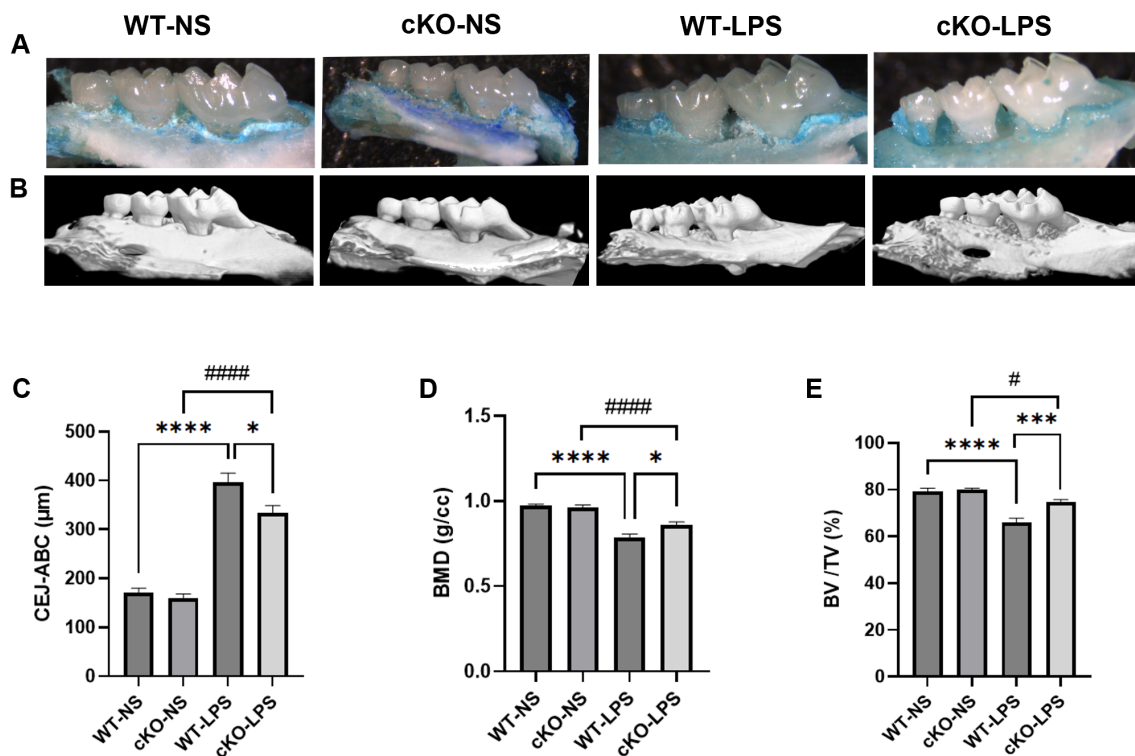 WT-NS cKO-NS WT-LPS cKO-LPS
A
B
C
####
**** *
500
400
300
200
100
0
CEJ-ABC (μm)
WT-NS cKO-NS WT-LPS cKO-LPS
D
####
**** *
1.5
1.0
0.5
0.0
BMD (g/cc)
WT-NS cKO-NS WT-LPS cKO-LPS
E
#
**** ***
100
80
60
40
20
0
BV /TV (%)
WT-NS cKO-NS WT-LPS cKO-LPS